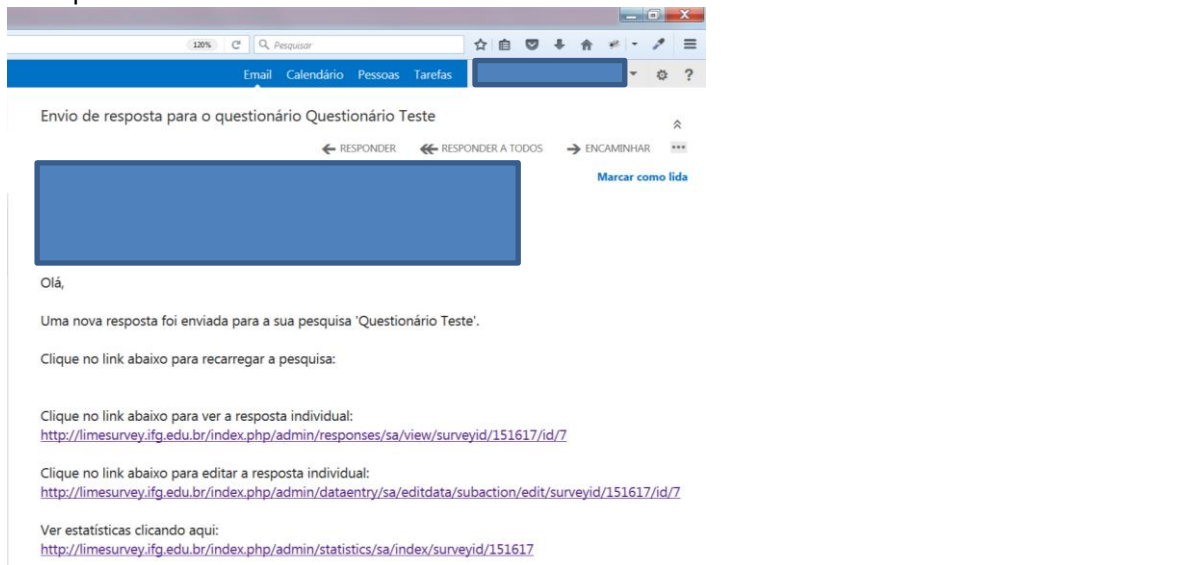 120% Pesquisar
Email Calendário Pessoas Tarefas ?
Envio de resposta para o questionário Questionário Teste
RESPONDER RESPONDER A TODOS ENCAMINHAR
Marcar como lida
Olá,
Uma nova resposta foi enviada para a sua pesquisa 'Questionário Teste'.
Clique no link abaixo para recarregar a pesquisa:
Clique no link abaixo para ver a resposta individual:
http://limesurvey.ifg.edu.br/index.php/admin/responses/sa/view/surveyid/151617/id/7
Clique no link abaixo para editar a resposta individual:
http://limesurvey.ifg.edu.br/index.php/admin/dataentry/sa/editdata/subaction/edit/surveyid/151617/id/7
Ver estatísticas clicando aqui:
http://limesurvey.ifg.edu.br/index.php/admin/statistics/sa/index/surveyid/151617